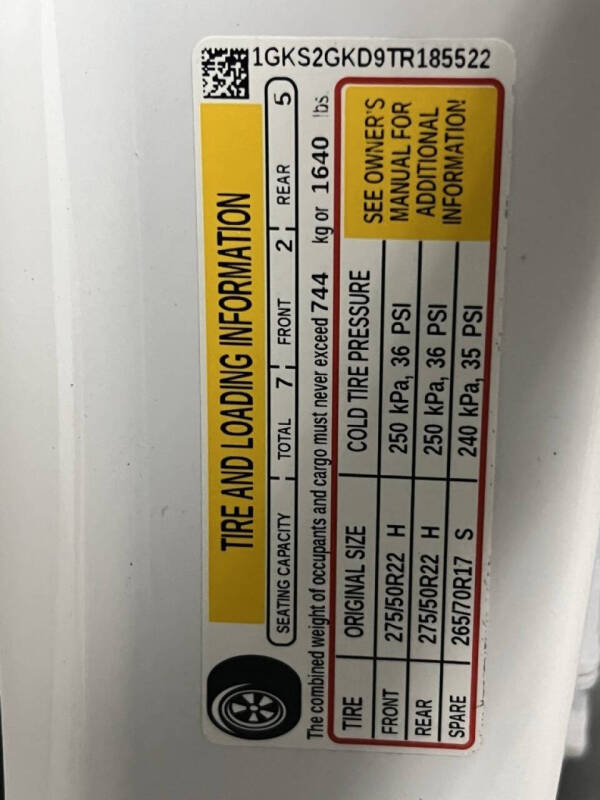 1GKS2GKD9TR185522
TIRE AND LOADING INFORMATION
SEATING CAPACITY TOTAL 7 FRONT 2 REAR 5
The combined weight of occupants and cargo must never exceed 744 kg or 1640 lbs.
TIRE ORIGINAL SIZE COLD TIRE PRESSURE
FRONT 275/50R22 H 250 kPa, 36 PSI
REAR 275/50R22 H 250 kPa, 36 PSI
SPARE 265/70R17 S 240 kPa, 35 PSI
SEE OWNER'S
MANUAL FOR
ADDITIONAL
INFORMATION